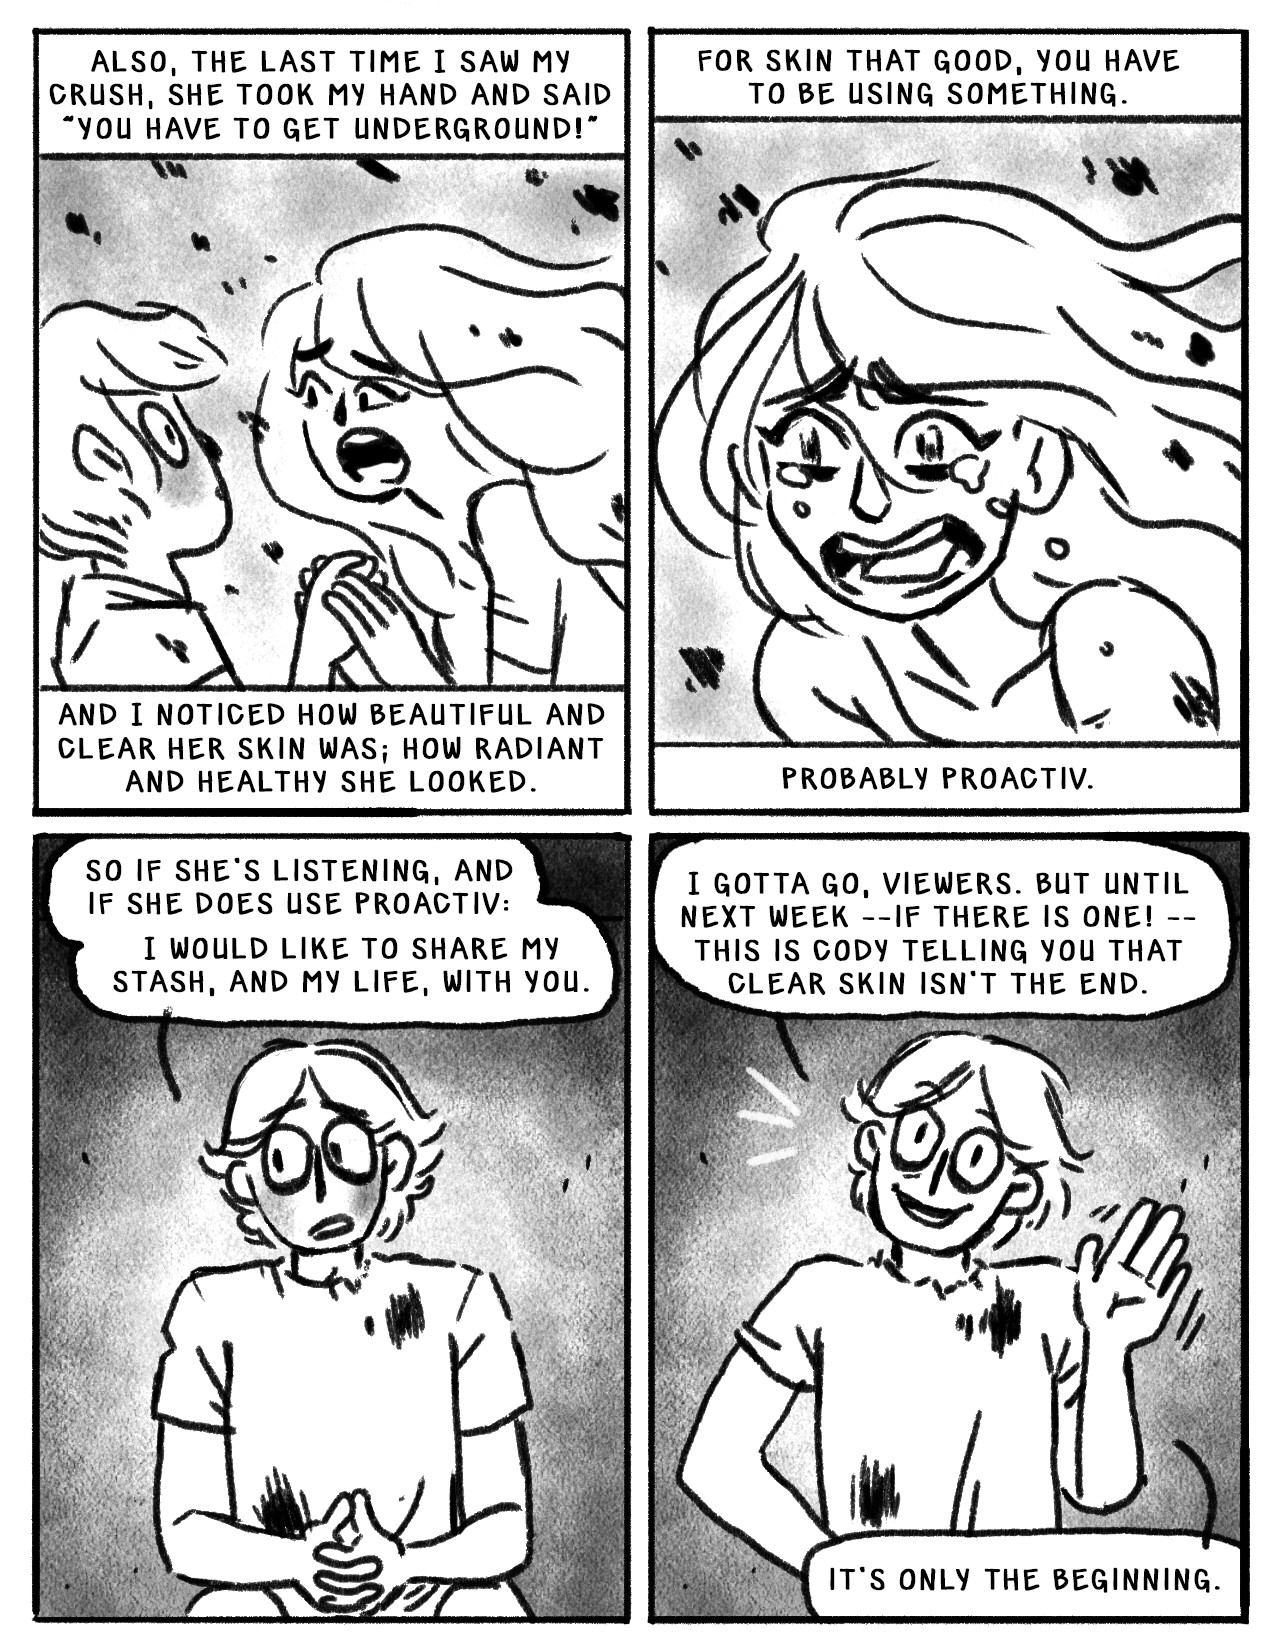 ALSO, THE LAST TIME I SAW MY
CRUSH, SHE TOOK MY HAND AND SAID
"YOU HAVE TO GET UNDERGROUND!"
AND I NOTICED HOW BEAUTIFUL AND
CLEAR HER SKIN WAS; HOW RADIANT
AND HEALTHY SHE LOOKED.
FOR SKIN THAT GOOD, YOU HAVE
TO BE USING SOMETHING.
PROBABLY PROACTIV.
SO IF SHE'S LISTENING, AND
IF SHE DOES USE PROACTIV:
I WOULD LIKE TO SHARE MY
STASH, AND MY LIFE, WITH YOU.
I GOTTA GO, VIEWERS. BUT UNTIL
NEXT WEEK --IF THERE IS ONE! --
THIS IS CODY TELLING YOU THAT
CLEAR SKIN ISN'T THE END.
IT'S ONLY THE BEGINNING.